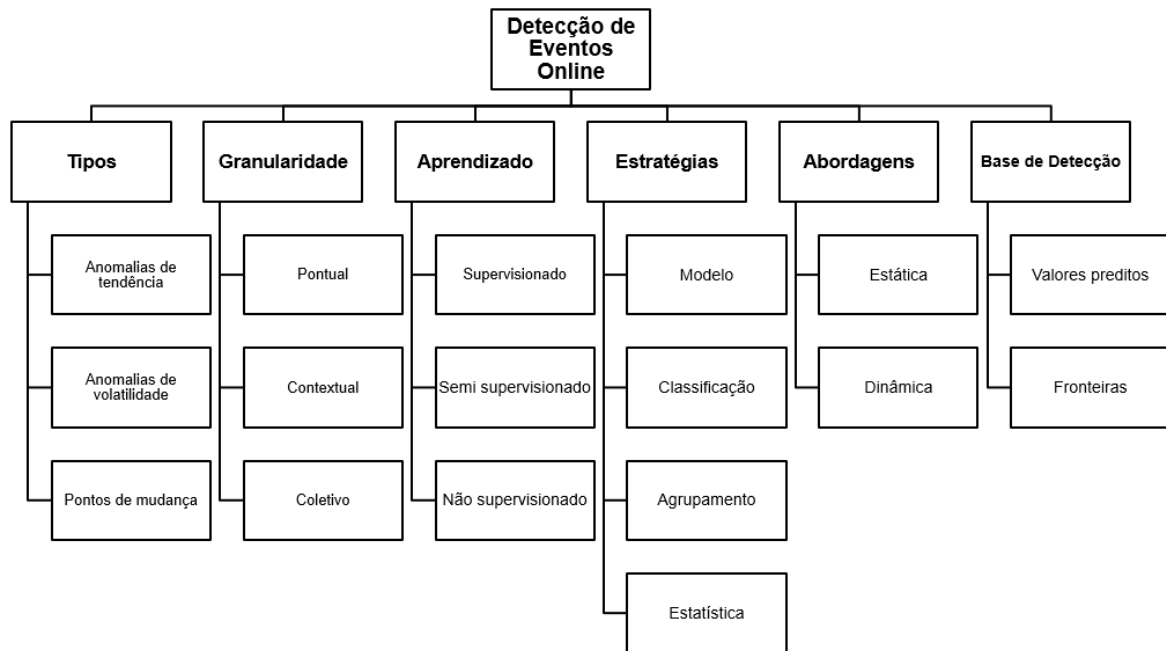 Detecção de
Eventos
Online
Tipos
Granularidade
Aprendizado
Estratégias
Abordagens
Base de Detecção
Anomalias de
tendência
Pontual
Supervisionado
Modelo
Estática
Valores preditos
Anomalias de
volatilidade
Contextual
Semi supervisionado
Classificação
Dinâmica
Fronteiras
Pontos de mudança
Coletivo
Não supervisionado
Agrupamento
Estatística